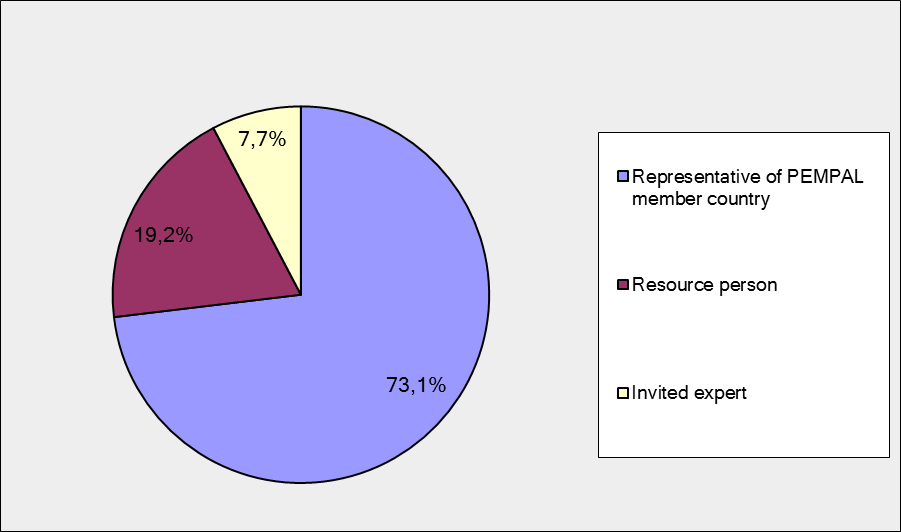 7,7%
19,2%
73,1%
Representative of PEMPAL
member country
Resource person
Invited expert